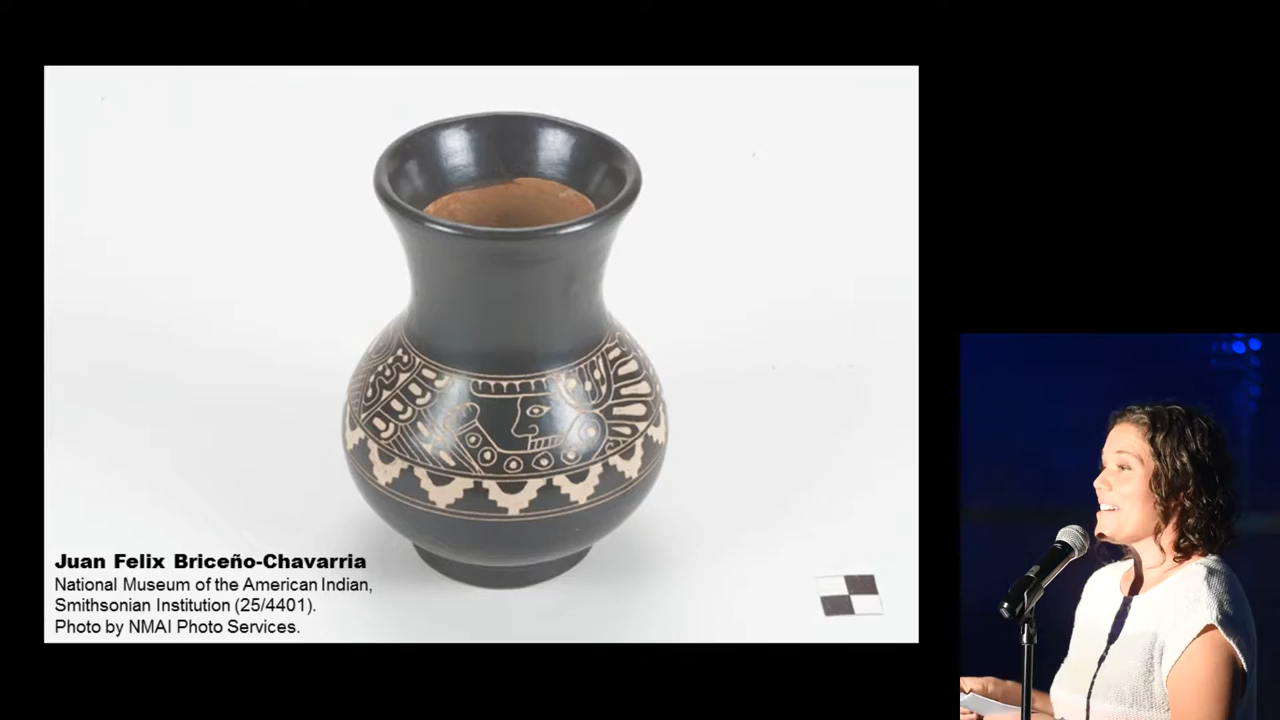 Juan Felix Briceño-Chavarria
National Museum of the American Indian,
Smithsonian Institution (25/4401).
Photo by NMAI Photo Services.